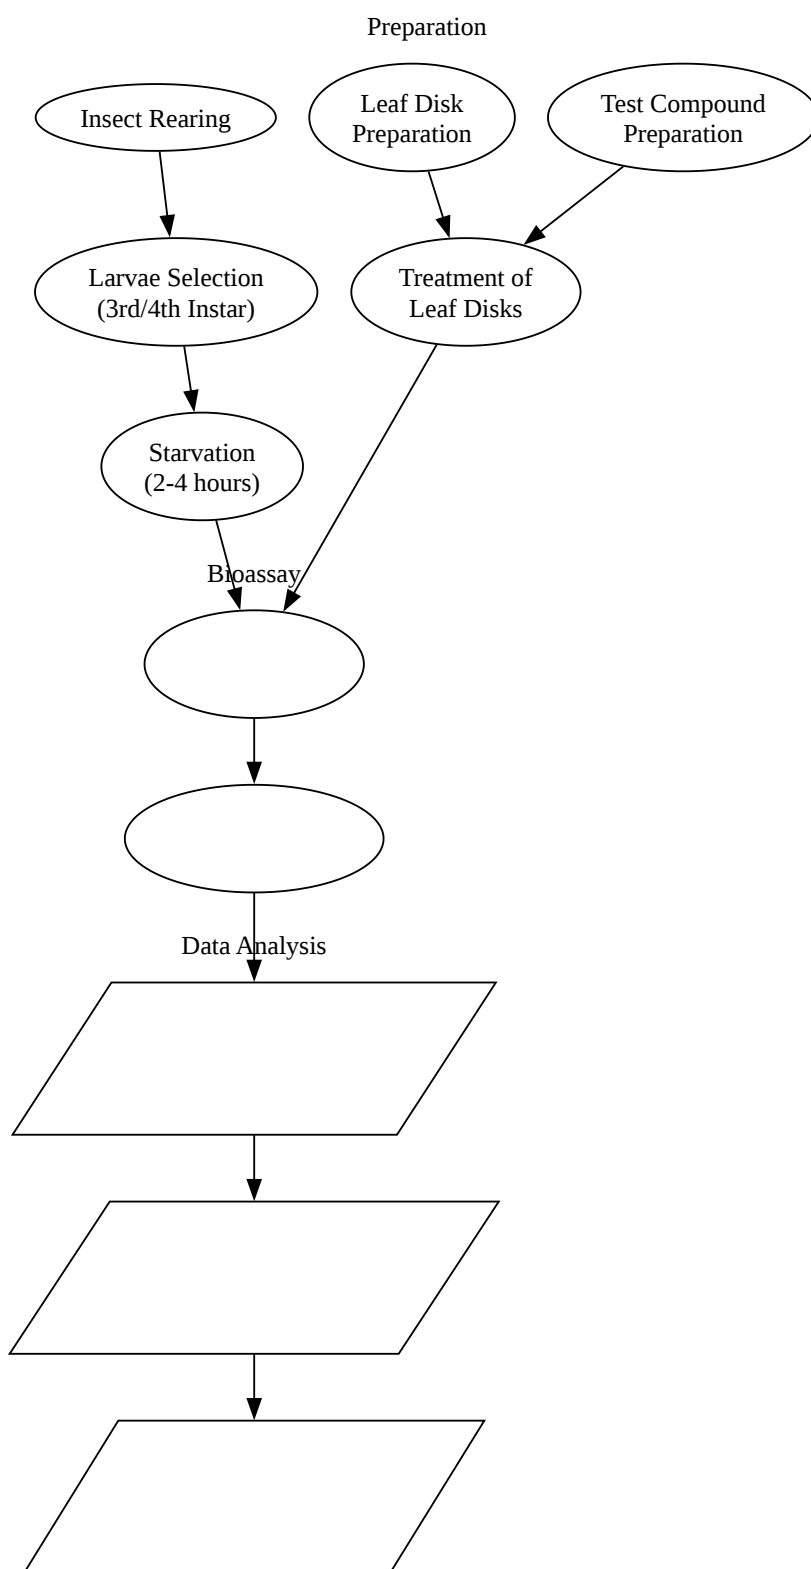 Preparation
Insect Rearing
Leaf Disk
Preparation
Test Compound
Preparation
Larvae Selection
(3rd/4th Instar)
Treatment of
Leaf Disks
Starvation
(2-4 hours)
Bioassay
Data Analysis